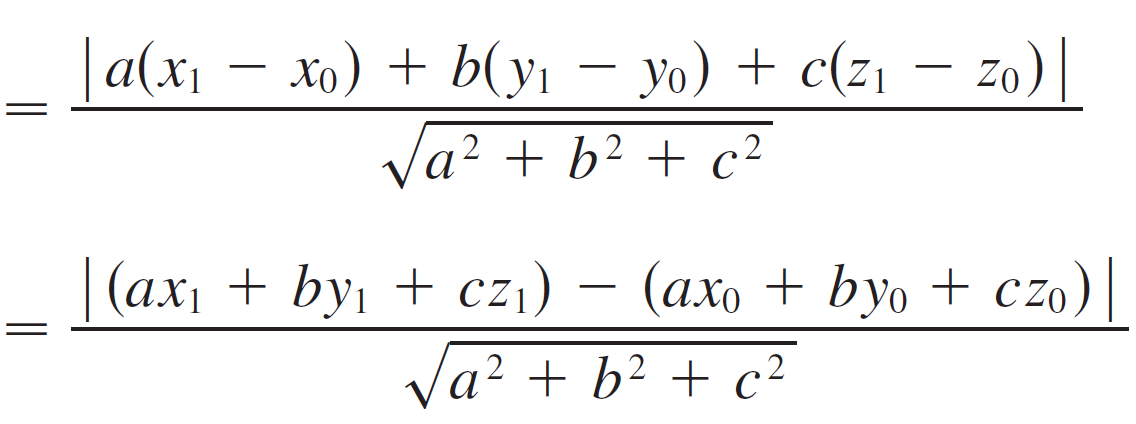 = |a(x₁ − x₀) + b(y₁ − y₀) + c(z₁ − z₀)| / √(a² + b² + c²)
= |(ax₁ + by₁ + cz₁) − (ax₀ + by₀ + cz₀)| / √(a² + b² + c²)